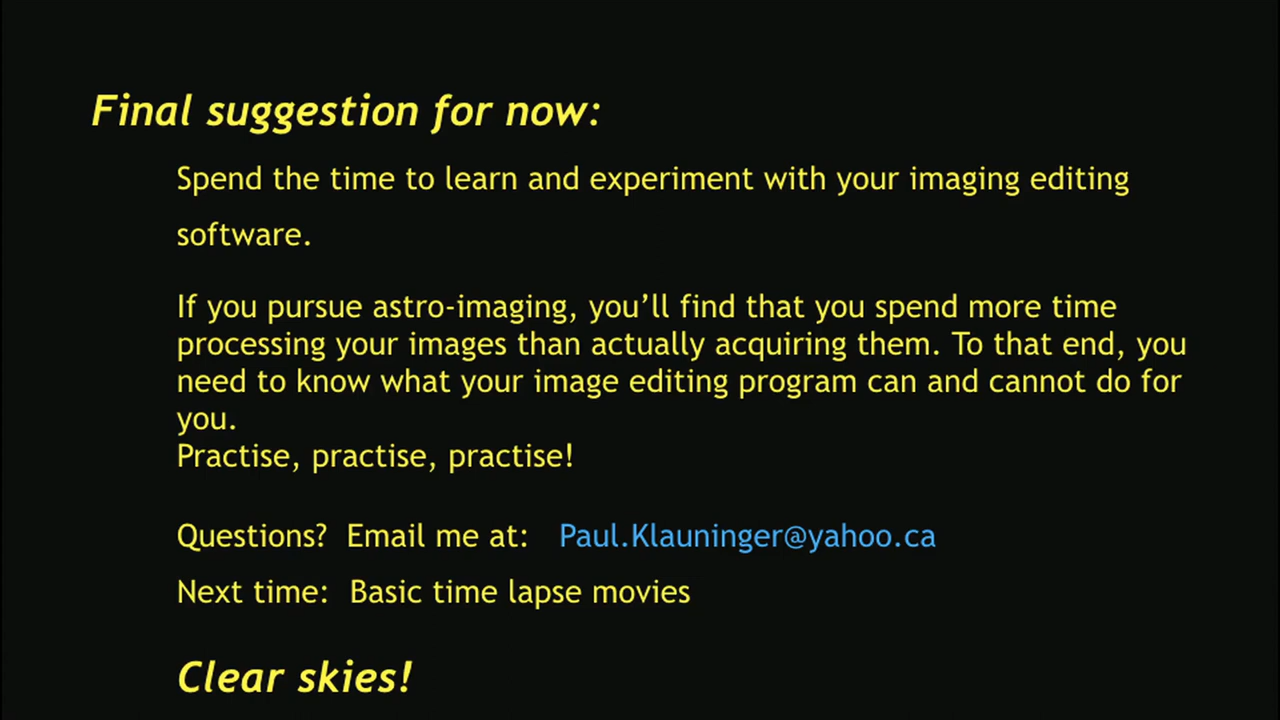 Final suggestion for now:
Spend the time to learn and experiment with your imaging editing
software.
If you pursue astro-imaging, you’ll find that you spend more time
processing your images than actually acquiring them. To that end, you
need to know what your image editing program can and cannot do for
you.
Practise, practise, practise!
Questions?  Email me at:   Paul.Klauninger@yahoo.ca
Next time:  Basic time lapse movies
Clear skies!